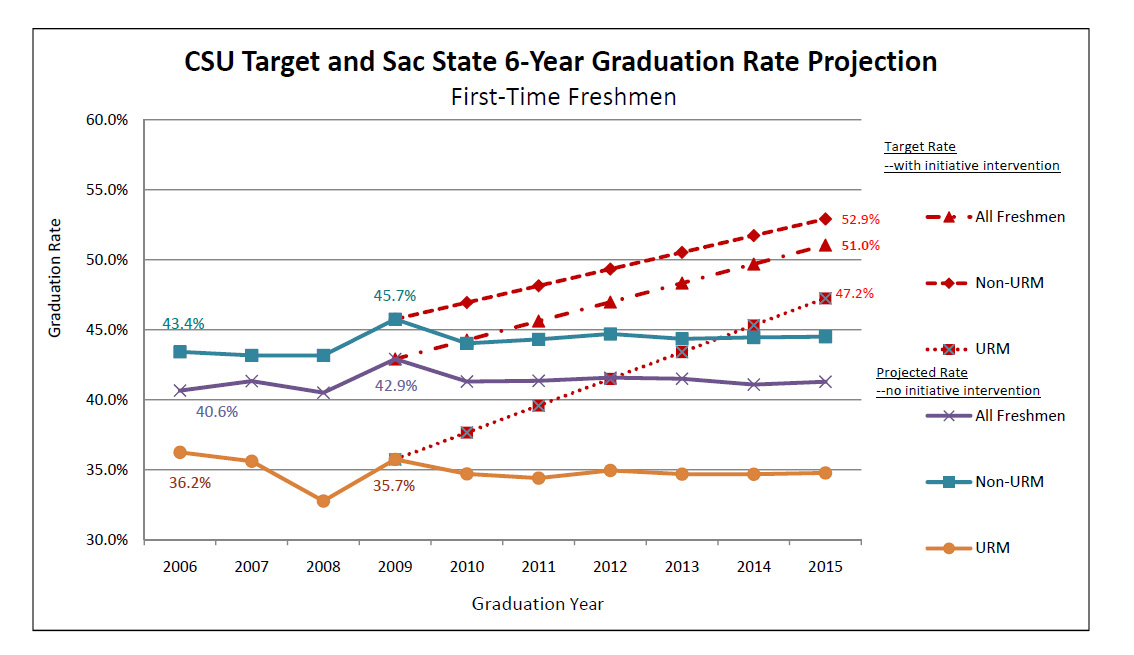 CSU Target and Sac State 6-Year Graduation Rate Projection
First-Time Freshmen
60.0%
55.0%
50.0%
45.0%
40.0%
35.0%
30.0%
Graduation Rate
43.4%
45.7%
40.6%
42.9%
36.2%
35.7%
52.9%
51.0%
47.2%
2006 2007 2008 2009 2010 2011 2012 2013 2014 2015
Graduation Year
Target Rate
--with initiative intervention
All Freshmen
Non-URM
URM
Projected Rate
--no initiative intervention
All Freshmen
Non-URM
URM